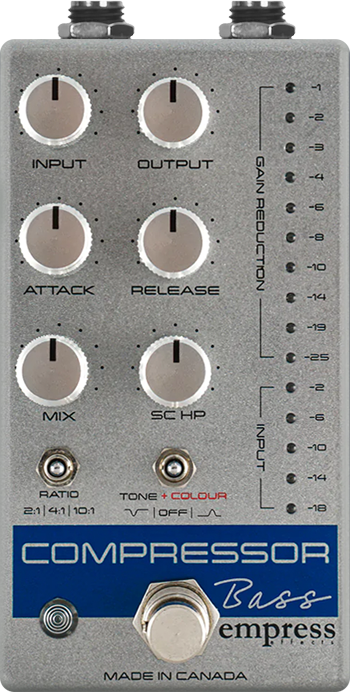 INPUT OUTPUT
ATTACK RELEASE
MIX SC HP
GAIN REDUCTION
-1
-2
-3
-4
-6
-8
-10
-14
-19
-25
INPUT
-2
-6
-10
-14
-18
RATIO
2:1|4:1|10:1
TONE + COLOUR
|OFF|
COMPRESSOR
Bass
empress
effects
MADE IN CANADA